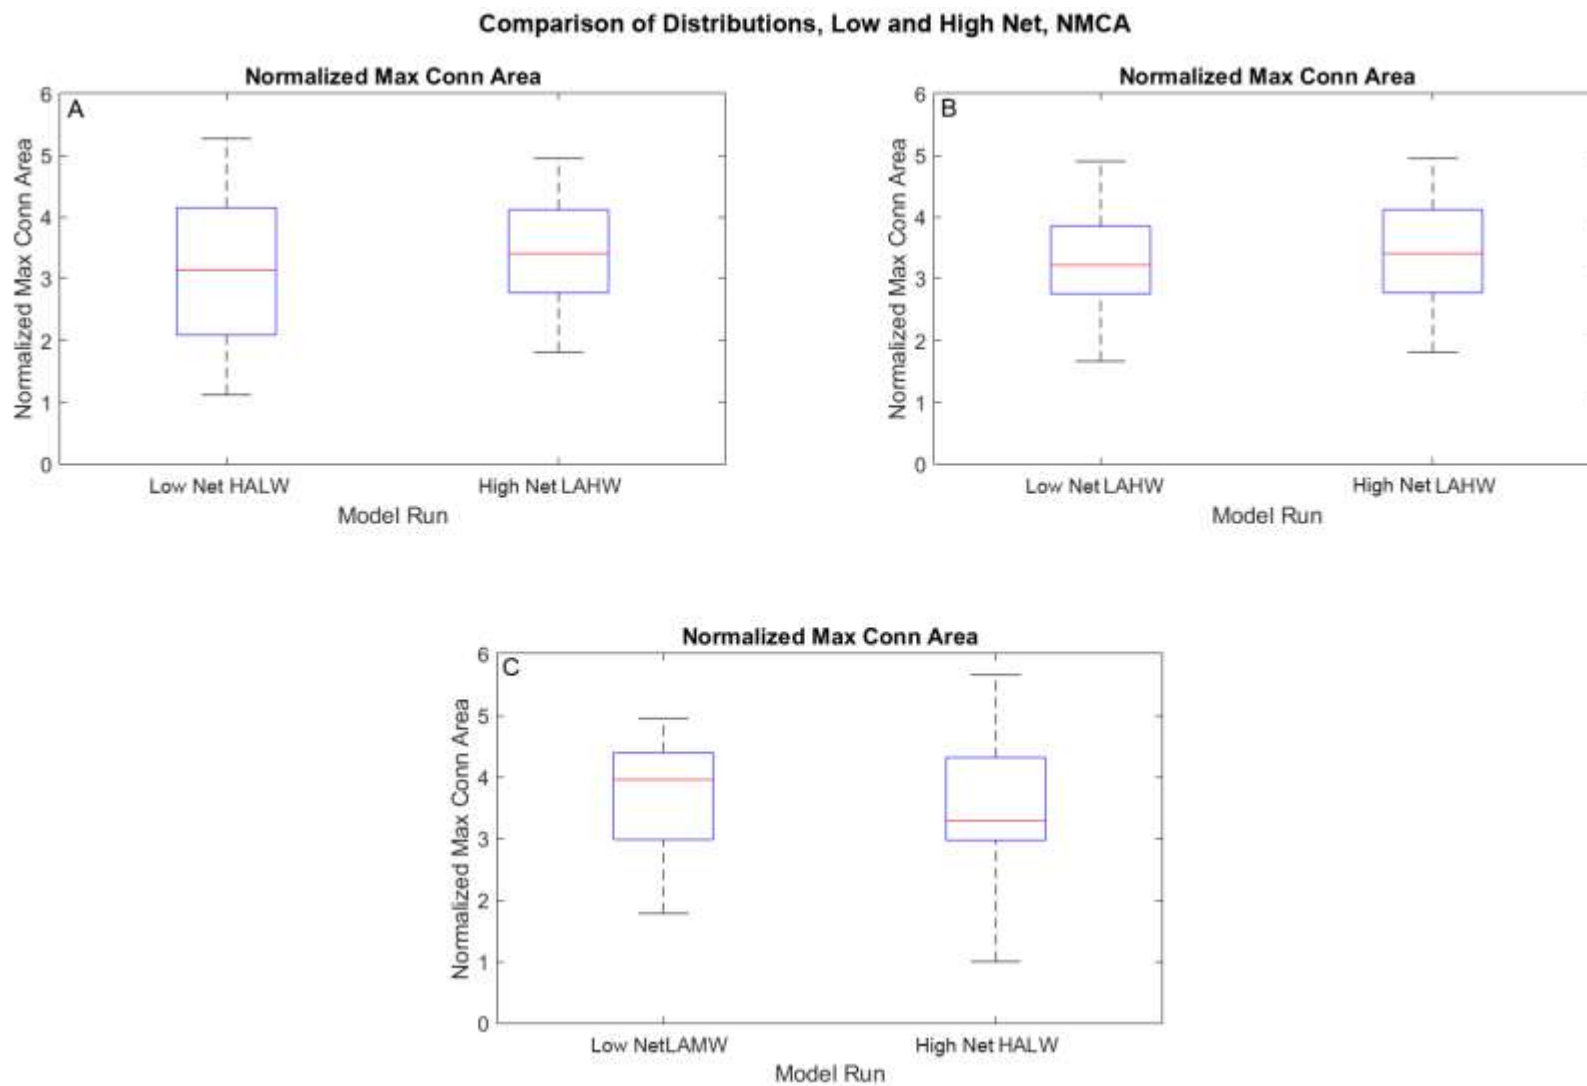 Comparison of Distributions, Low and High Net, NMCA
Normalized Max Conn Area
A
Normalized Max Conn Area
6
5
4
3
2
1
0
Low Net HALW
High Net LAHW
Model Run
Normalized Max Conn Area
B
Normalized Max Conn Area
6
5
4
3
2
1
0
Low Net LAHW
High Net LAHW
Model Run
Normalized Max Conn Area
C
Normalized Max Conn Area
6
5
4
3
2
1
0
Low NetLAMW
High Net HALW
Model Run